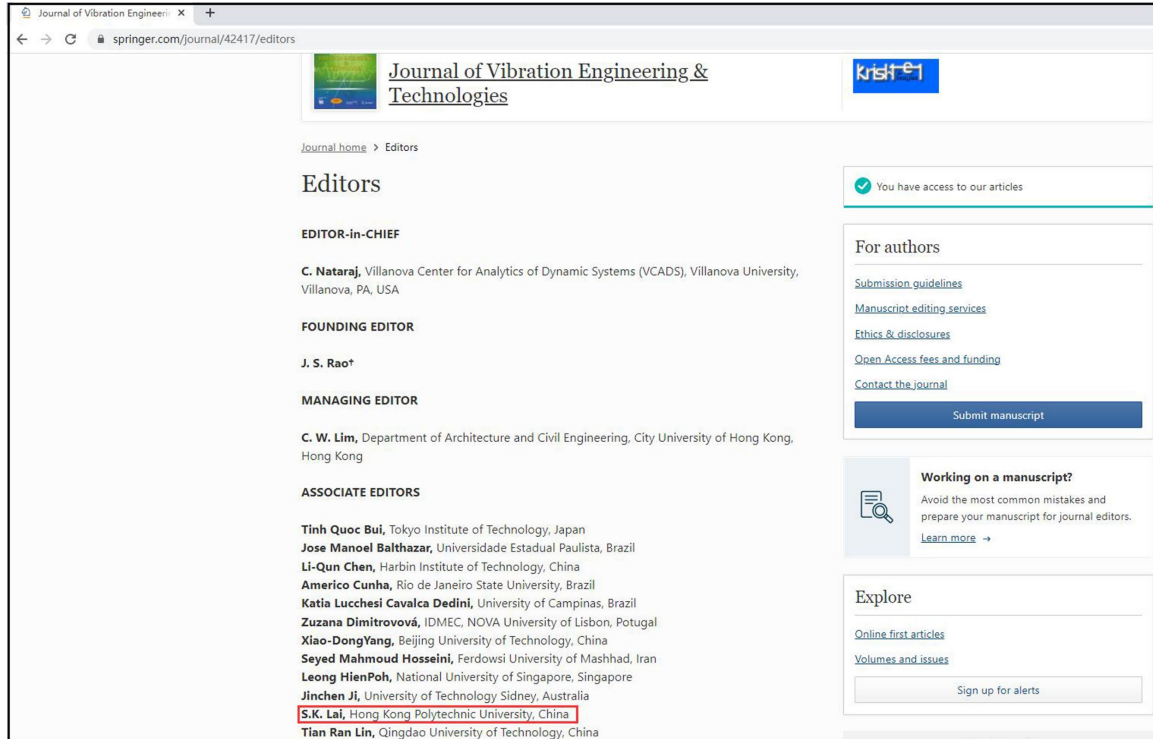 Journal of Vibration Engineeri
springer.com/journal/42417/editors
Journal of Vibration Engineering &
Technologies
Journal home > Editors
Editors
EDITOR-in-CHIEF
C. Nataraj, Villanova Center for Analytics of Dynamic Systems (VCADS), Villanova University,
Villanova, PA, USA
FOUNDING EDITOR
J. S. Rao†
MANAGING EDITOR
C. W. Lim, Department of Architecture and Civil Engineering, City University of Hong Kong,
Hong Kong
ASSOCIATE EDITORS
Tinh Quoc Bui, Tokyo Institute of Technology, Japan
Jose Manoel Balthazar, Universidade Estadual Paulista, Brazil
Li-Qun Chen, Harbin Institute of Technology, China
Americo Cunha, Rio de Janeiro State University, Brazil
Katia Lucchesi Cavalca Dedini, University of Campinas, Brazil
Zuzana Dimitrovová, IDMEC, NOVA University of Lisbon, Potugal
Xiao-DongYang, Beijing University of Technology, China
Seyed Mahmoud Hosseini, Ferdowsi University of Mashhad, Iran
Leong HienPoh, National University of Singapore, Singapore
Jinchen Ji, University of Technology Sidney, Australia
S.K. Lai, Hong Kong Polytechnic University, China
Tian Ran Lin, Qingdao University of Technology, China
You have access to our articles
For authors
Submission guidelines
Manuscript editing services
Ethics & disclosures
Open Access fees and funding
Contact the journal
Submit manuscript
Working on a manuscript?
Avoid the most common mistakes and
prepare your manuscript for journal editors.
Learn more →
Explore
Online first articles
Volumes and issues
Sign up for alerts